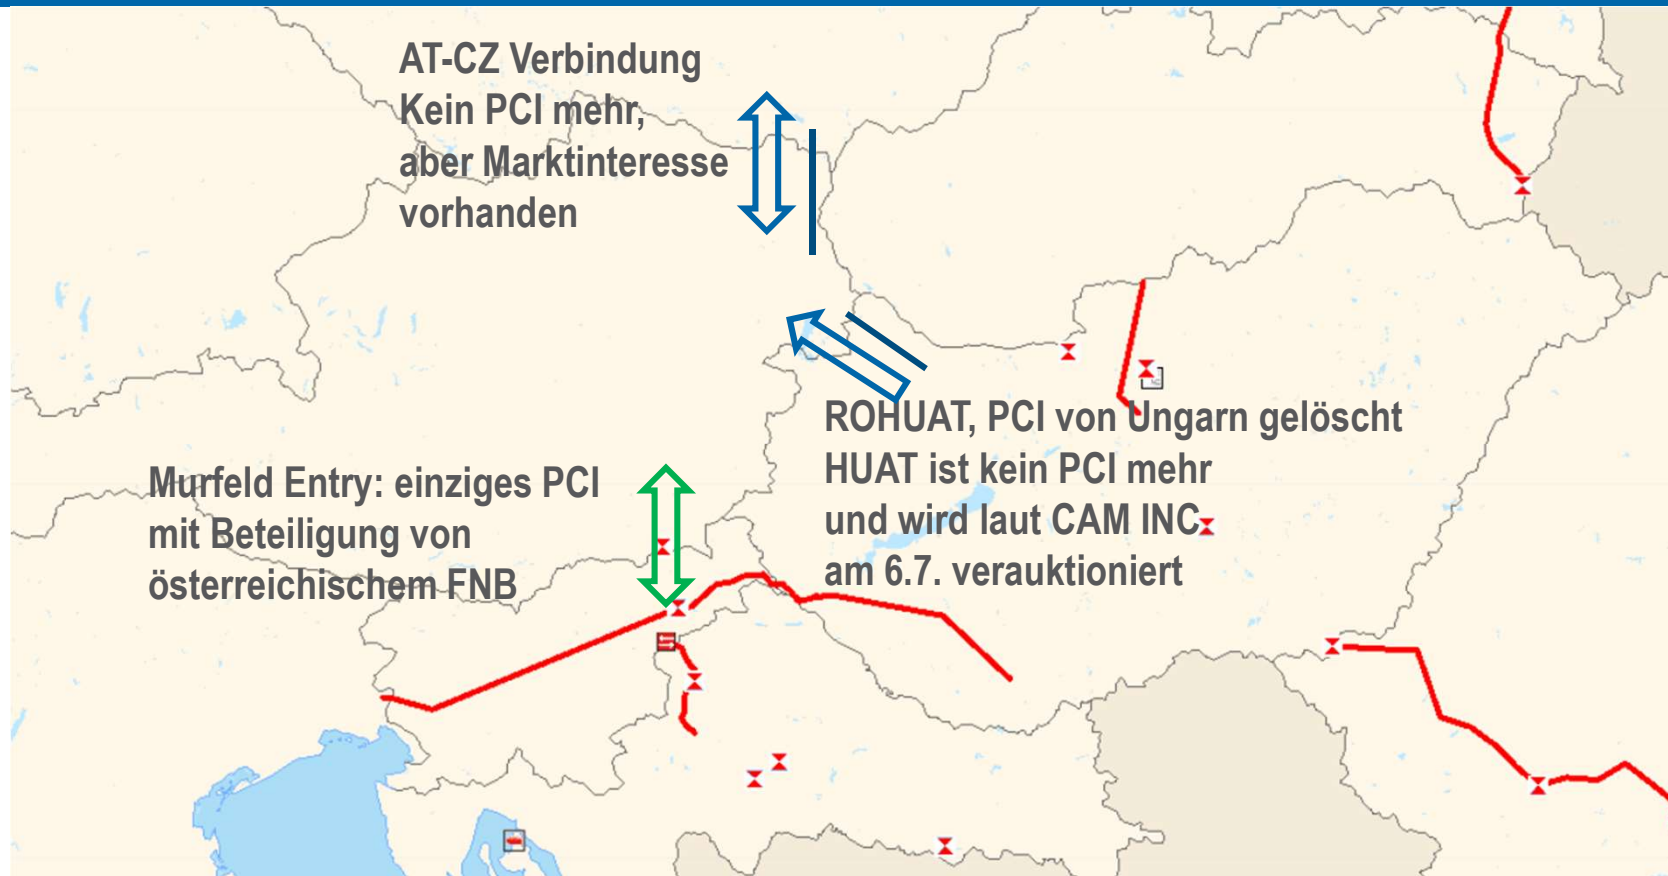 AT-CZ Verbindung
Kein PCI mehr,
aber Marktinteresse
vorhanden
ROHUAT, PCI von Ungarn gelöscht
HUAT ist kein PCI mehr
und wird laut CAM INC
am 6.7. verauktioniert
Murfeld Entry: einziges PCI
mit Beteiligung von
österreichischem FNB